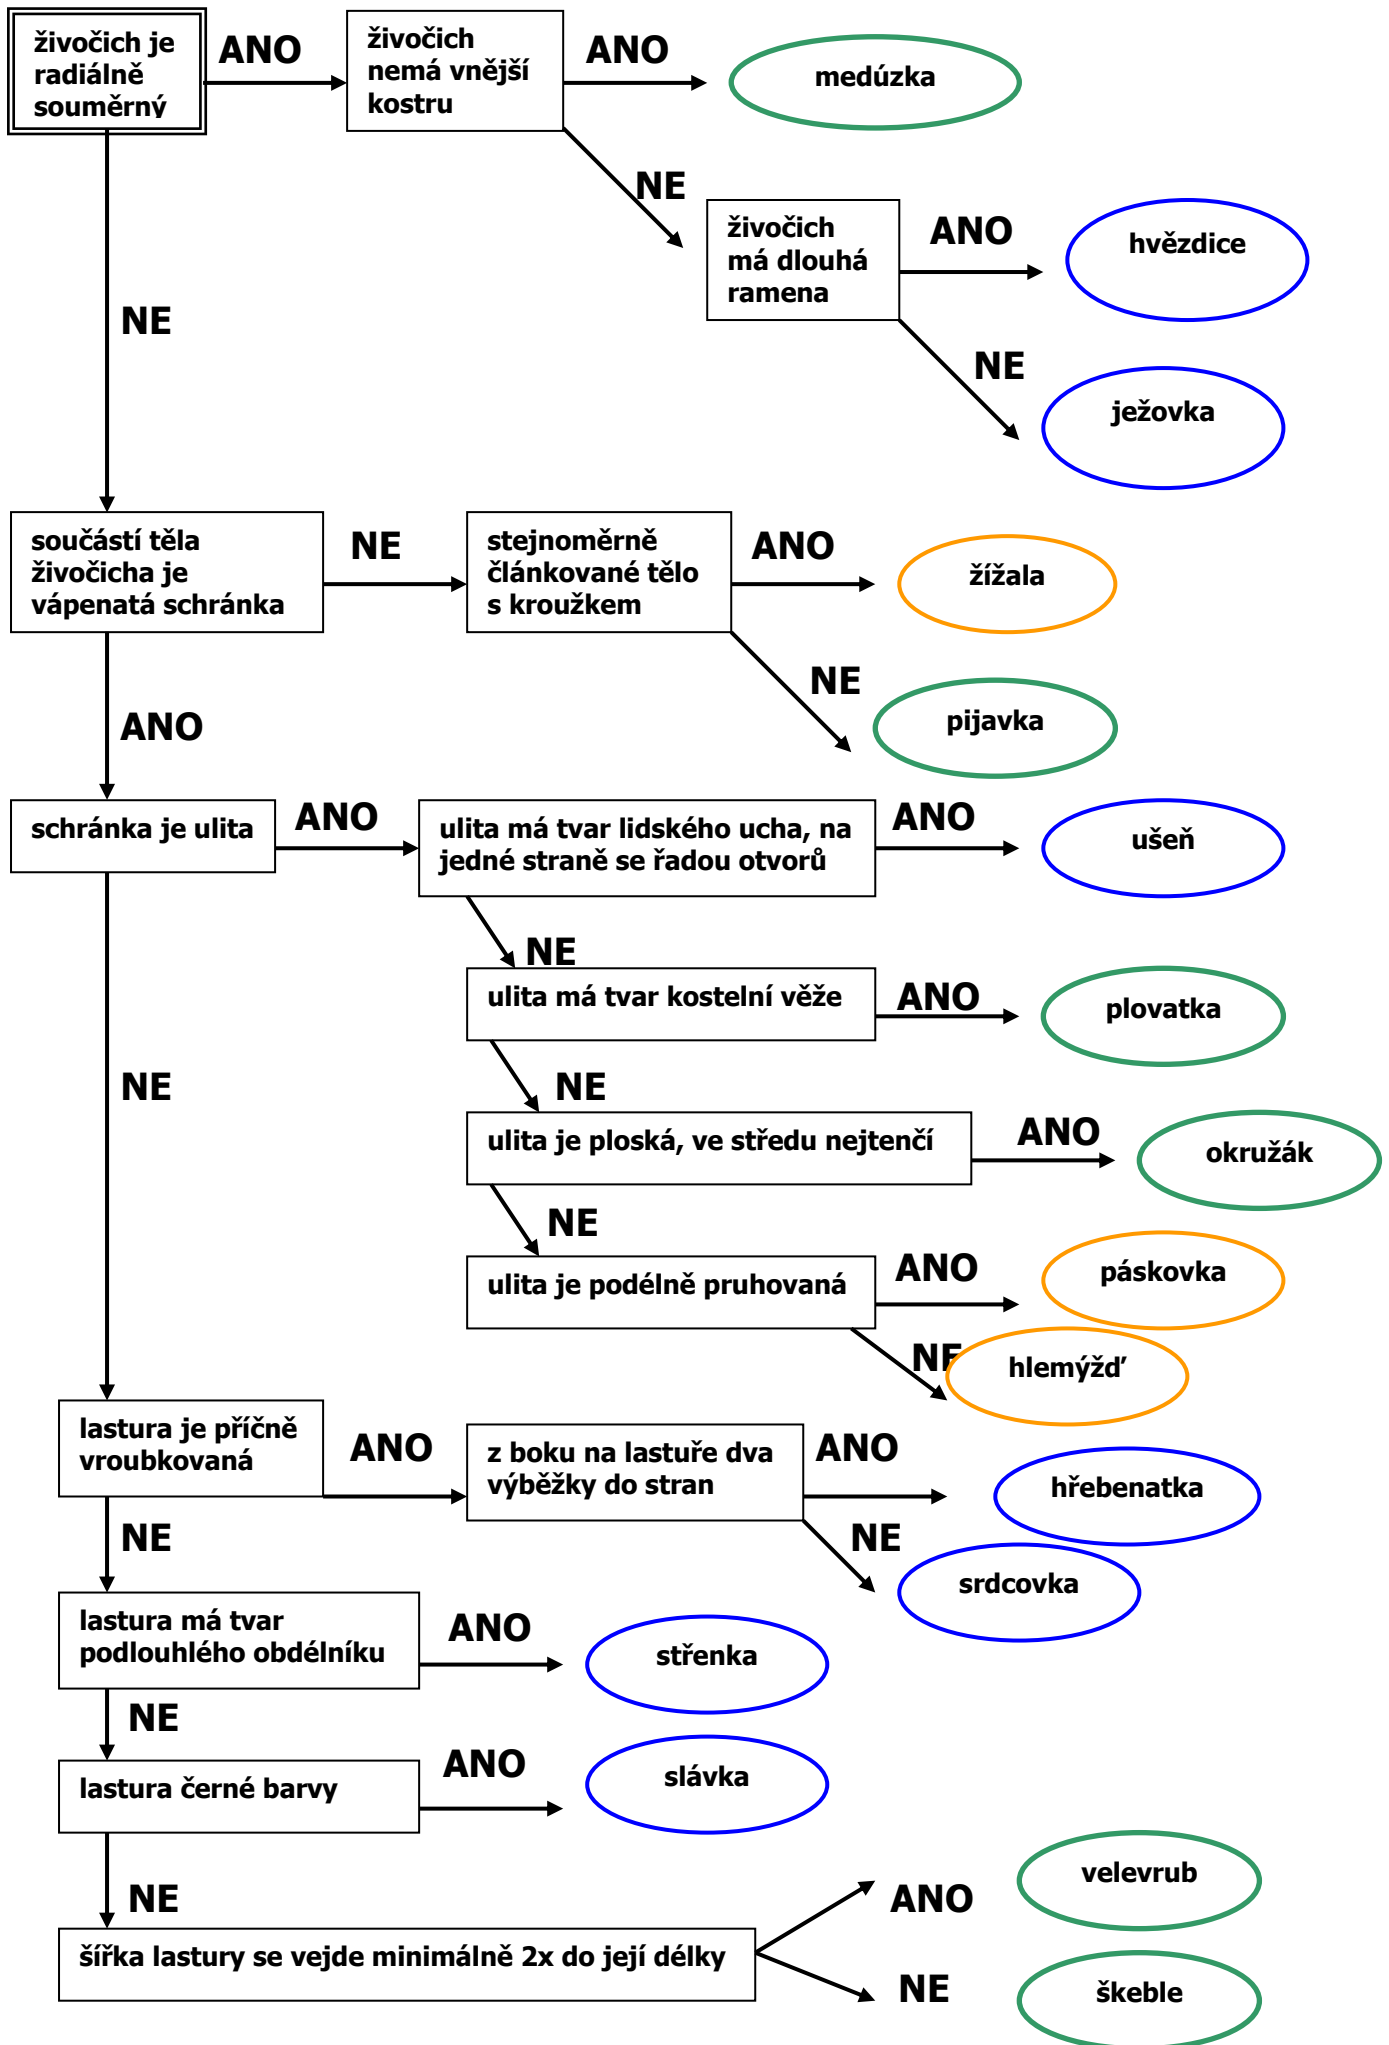 živočich je
radiálně
souměrný
ANO
živočich
nemá vnější
kostru
ANO
medúzka
NE
živočich
má dlouhá
ramena
ANO
hvězdice
NE
ježovka
NE
součástí těla
živočicha je
vápenatá schránka
NE
stejnoměrně
článkované tělo
s kroužkem
ANO
žížala
NE
pijavka
ANO
schránka je ulita
ANO
ulita má tvar lidského ucha, na
jedné straně se řadou otvorů
ANO
ušeň
NE
ulita má tvar kostelní věže
ANO
plovatka
NE
ulita je ploská, ve středu nejtenčí
ANO
okružák
NE
ulita je podélně pruhovaná
ANO
páskovka
NE
hlemýžď
NE
lastura je příčně
vroubkovaná
ANO
z boku na lastuře dva
výběžky do stran
ANO
hřebenatka
NE
srdcovka
NE
lastura má tvar
podlouhlého obdélníku
ANO
střenka
NE
lastura černé barvy
ANO
slávka
NE
šířka lastury se vejde minimálně 2x do její délky
ANO
velevrub
NE
škeble